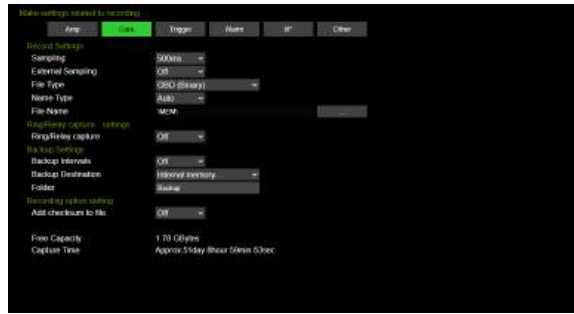 Make settings related to recording
Amp Data Trigger Alarm I/F Other
Record Settings
Sampling 500ms
External Sampling Off
File Type GBD (Binary)
Name Type Auto
File Name \MEM\ ...
Ring/Relay capture settings
Ring/Relay capture Off
Backup Settings
Backup Intervals Off
Backup Destination Internal memory
Folder Backup
Recording option setting
Add checksum to file Off
Free Capacity 1.78 GBytes
Capture Time Approx.51day 8hour 58min 53sec